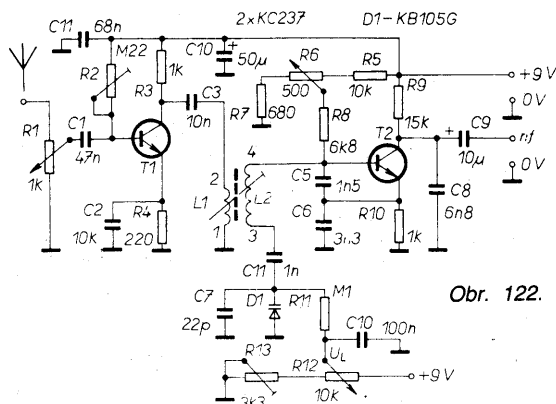 2xKC237 D1-KB105G
C11 68n
M22
R2
R3
1k
C10 +
50µ
R6
500
R5
10k
R9
15k
+9V
0V
C3
10n
R7
680
R8
6k8
T2
+ C9
10µ
nf
0V
R1
1k
C1
47n
T1
2
4
L1
L2
1
3
C5
1n5
C8
6n8
C2
10k
R4
220
C6
3n3
R10
1k
C11
1n
C7
22p
D1
R11
M1
C10
100n
Obr. 122.
R13
3k3
R12
UL
10k
+9V